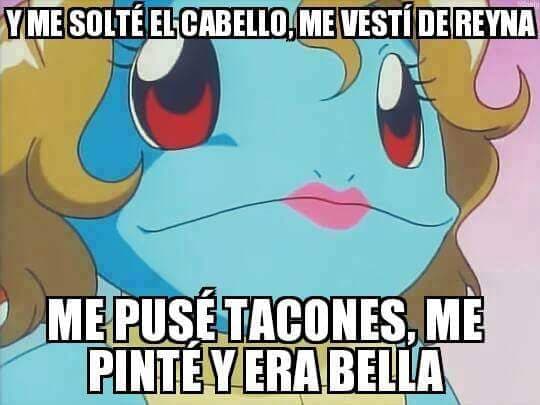 Y ME SOLTÉ EL CABELLO, ME VESTÍ DE REYNA
ME PUSÉ TACONES, ME
PINTÉ Y ERA BELLA